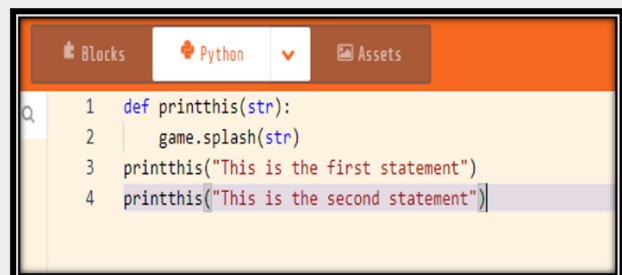 Blocks Python Assets
1 def printthis(str):
2     game.splash(str)
3 printthis("This is the first statement")
4 printthis("This is the second statement")